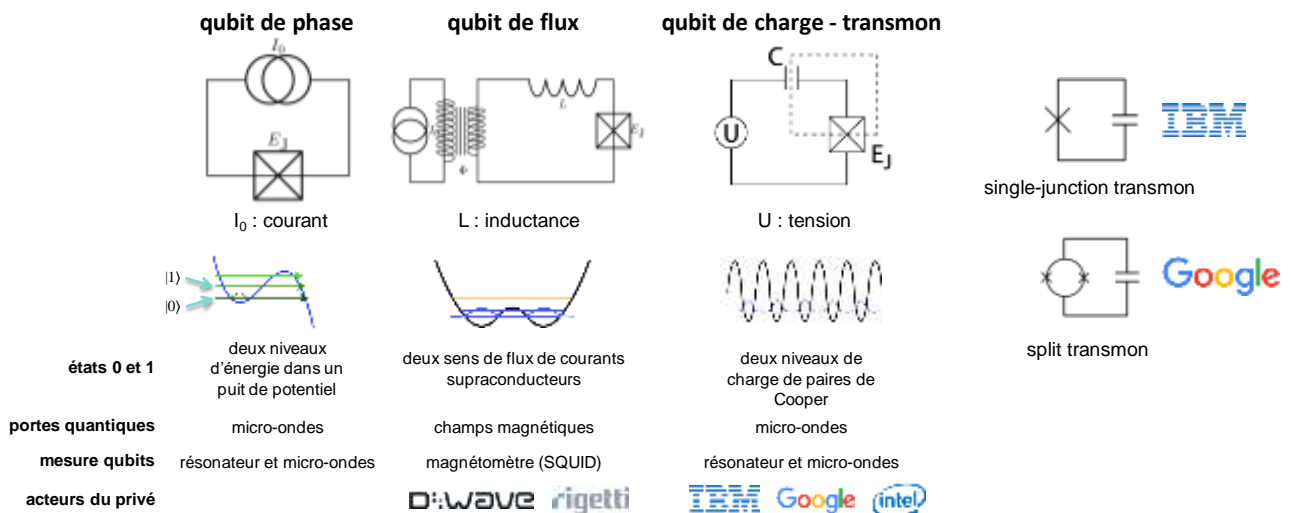 qubit de phase
qubit de flux
qubit de charge - transmon
I₀
E_J
L
E_J
C
U
E_J
IBM
single-junction transmon
I₀ : courant
L : inductance
U : tension
|1⟩
|0⟩
Google
split transmon
états 0 et 1
deux niveaux
d'énergie dans un
puit de potentiel
deux sens de flux de courants
supraconducteurs
deux niveaux de
charge de paires de
Cooper
portes quantiques
micro-ondes
champs magnétiques
micro-ondes
mesure qubits
résonateur et micro-ondes
magnétomètre (SQUID)
résonateur et micro-ondes
acteurs du privé
D:wave
rigetti
IBM
Google
intel